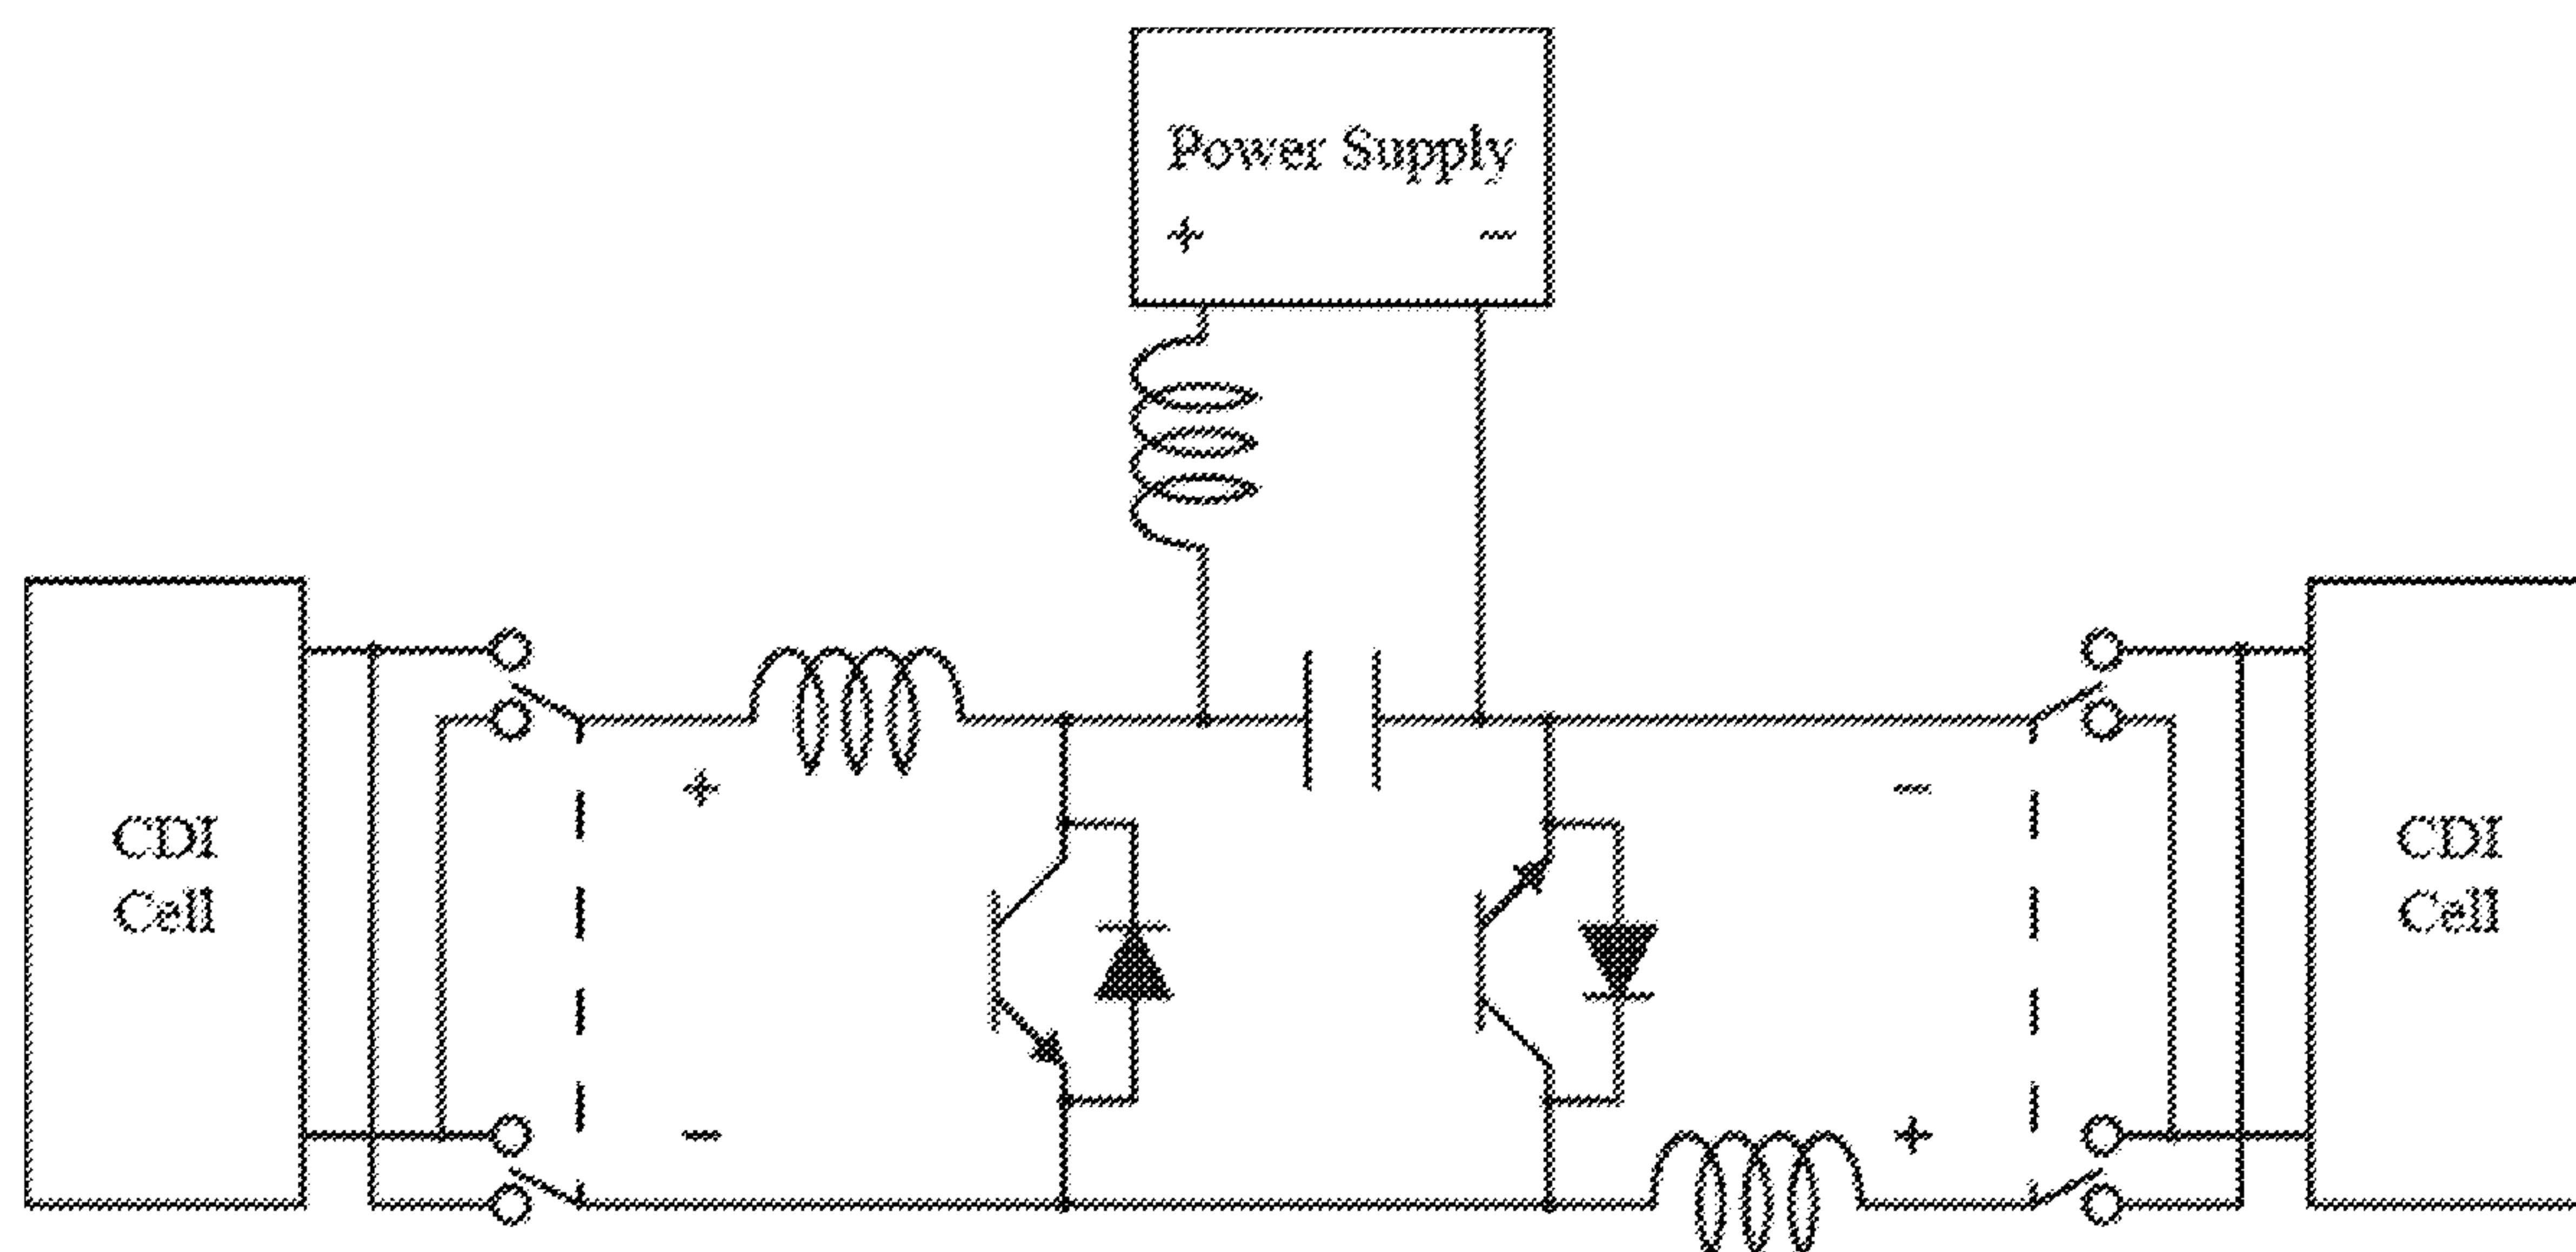 Power Supply
+ −
CDI
Cell
CDI
Cell
+ −
− +